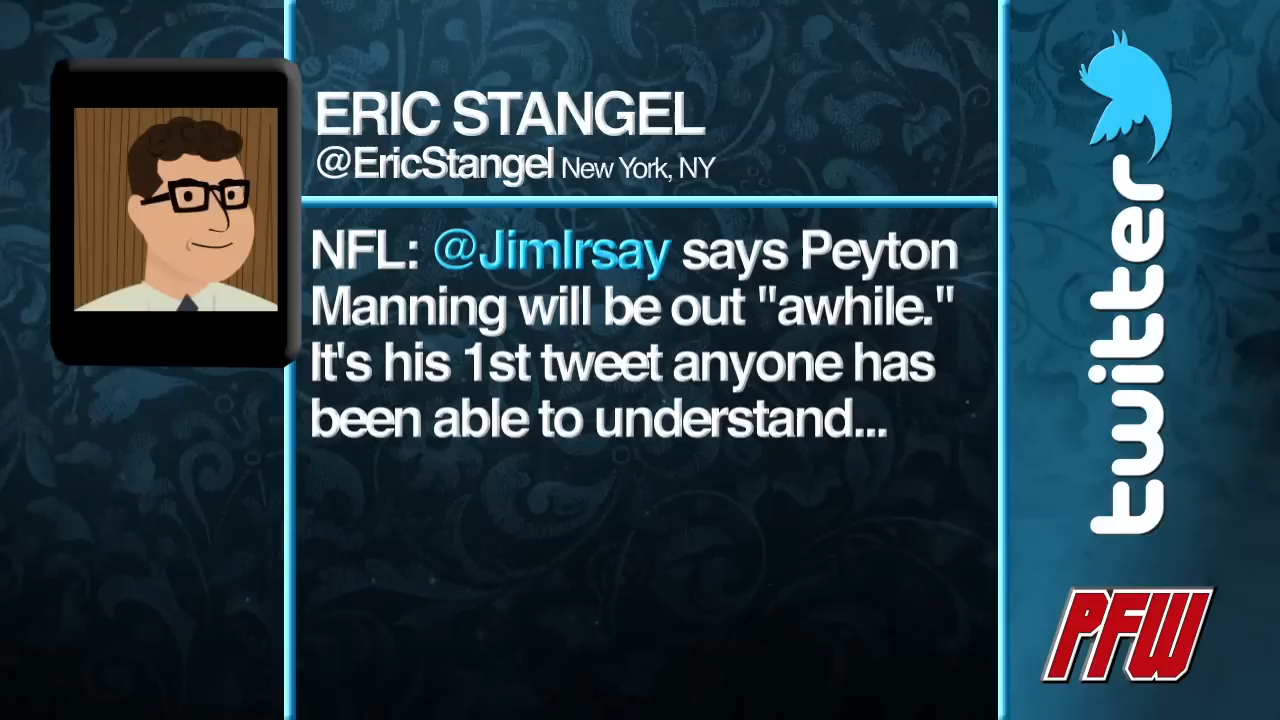 ERIC STANGEL
@EricStangel New York, NY
NFL: @JimIrsay says Peyton
Manning will be out "awhile."
It's his 1st tweet anyone has
been able to understand...
twitter
PFW